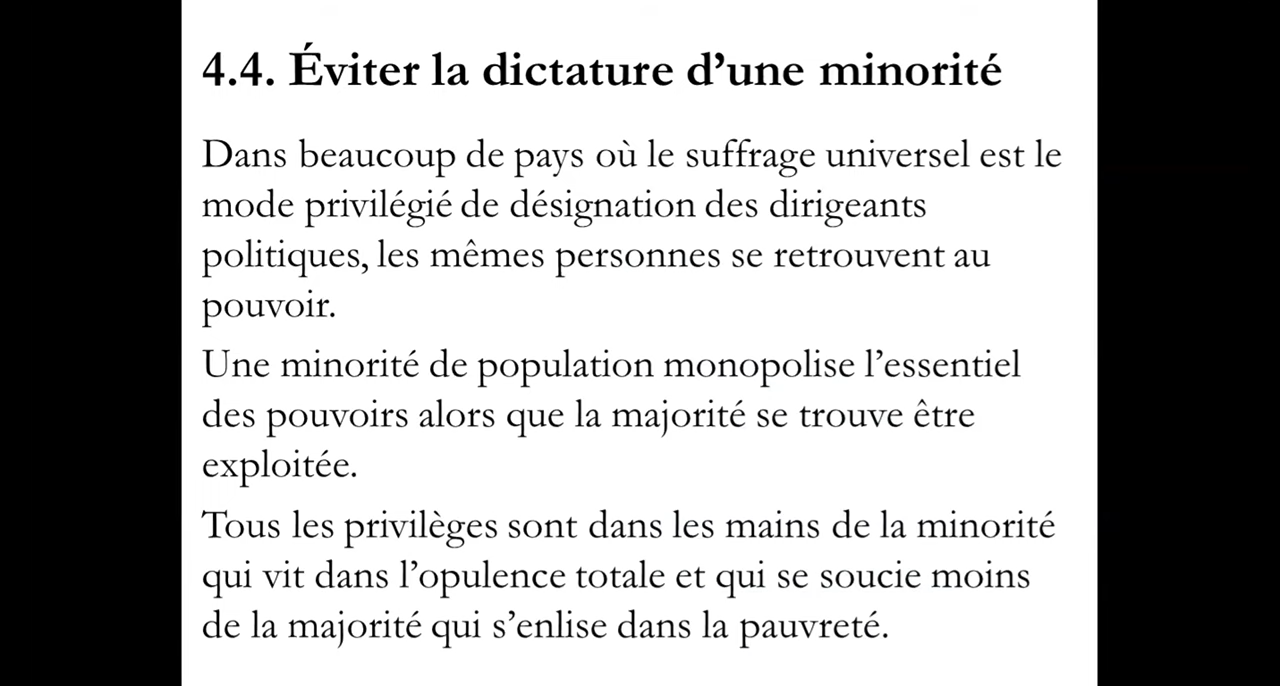 4.4. Éviter la dictature d’une minorité
Dans beaucoup de pays où le suffrage universel est le
mode privilégié de désignation des dirigeants
politiques, les mêmes personnes se retrouvent au
pouvoir.
Une minorité de population monopolise l’essentiel
des pouvoirs alors que la majorité se trouve être
exploitée.
Tous les privilèges sont dans les mains de la minorité
qui vit dans l’opulence totale et qui se soucie moins
de la majorité qui s’enlise dans la pauvreté.